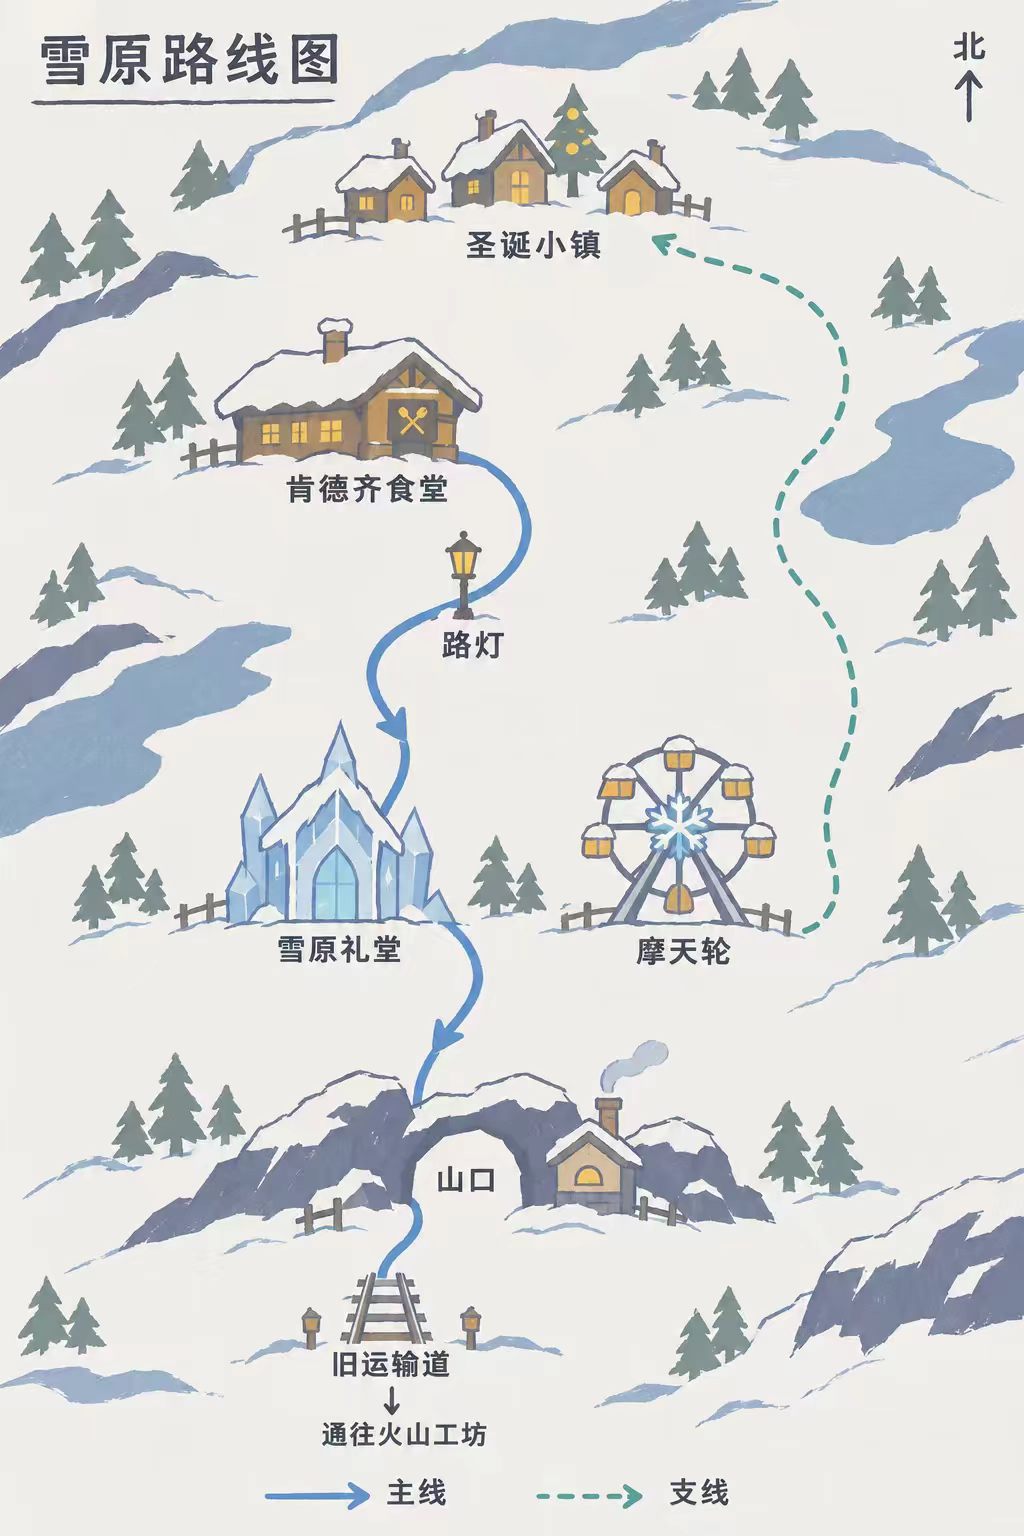 雪原路线图
北
圣诞小镇
肯德齐食堂
路灯
雪原礼堂
摩天轮
山口
旧运输道
通往火山工坊
主线
支线